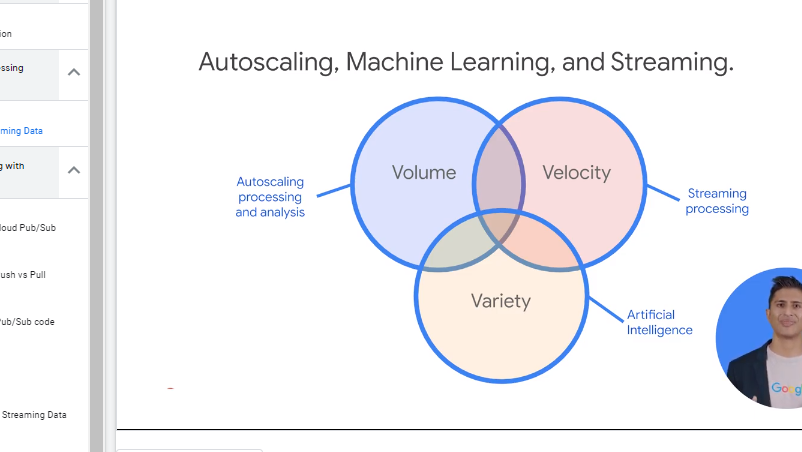 ion
ssing
ming Data
g with
loud Pub/Sub
ush vs Pull
Pub/Sub code
Streaming Data
Autoscaling, Machine Learning, and Streaming.
Volume
Velocity
Autoscaling
processing
and analysis
Streaming
processing
Variety
Artificial
Intelligence